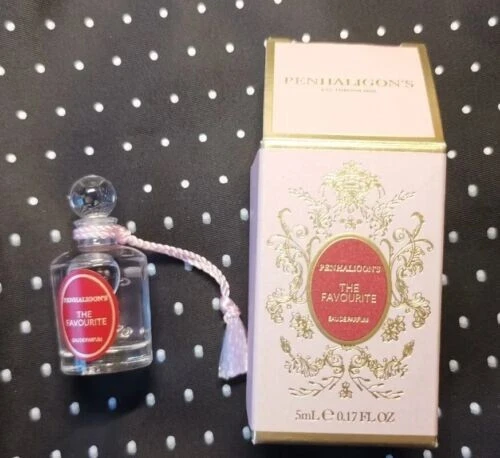 PENHALIGON'S
PENHALIGON'S
THE
FAVOURITE
EAU DE PARFUM
5mL ℮ 0.17 FL OZ
PENHALIGON'S
THE
FAVOURITE
EAU DE PARFUM